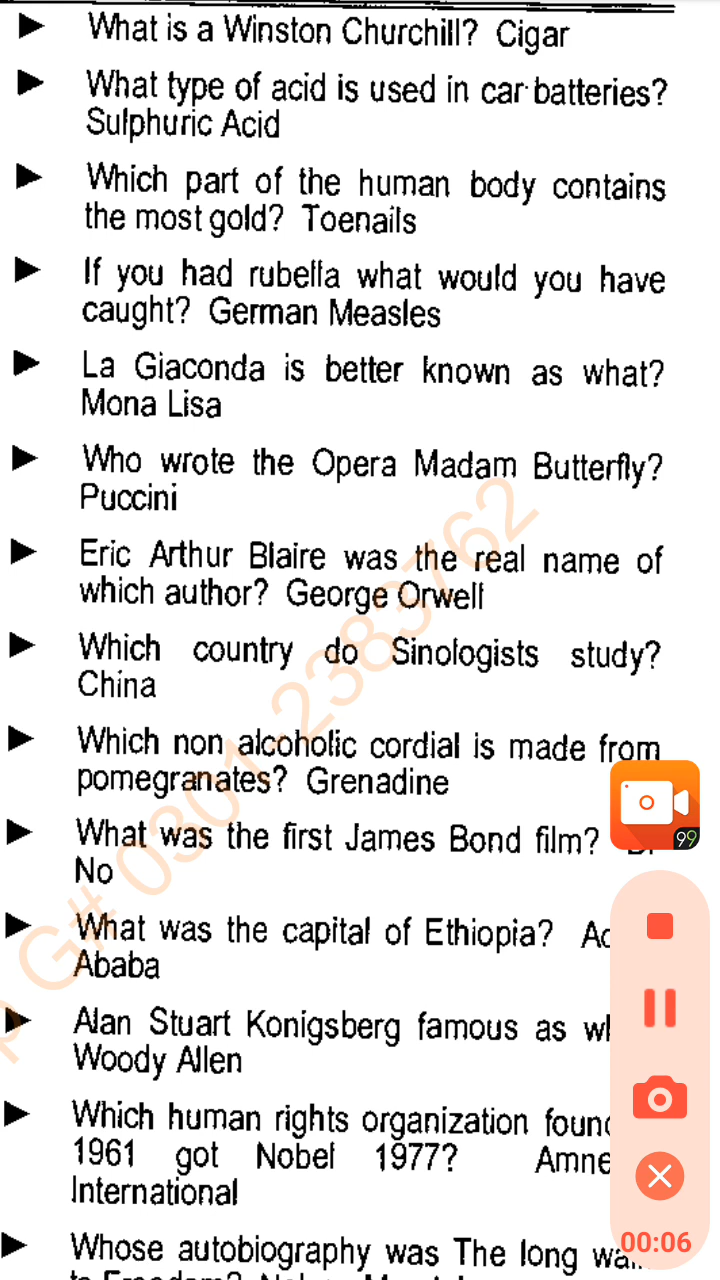 ► What is a Winston Churchill? Cigar
► What type of acid is used in car batteries?
Sulphuric Acid
► Which part of the human body contains
the most gold? Toenails
► If you had rubella what would you have
caught? German Measles
► La Giaconda is better known as what?
Mona Lisa
► Who wrote the Opera Madam Butterfly?
Puccini
► Eric Arthur Blaire was the real name of
which author? George Orwell
► Which country do Sinologists study?
China
► Which non alcoholic cordial is made from
pomegranates? Grenadine
► What was the first James Bond film?
No
► What was the capital of Ethiopia?
Ababa
► Alan Stuart Konigsberg famous as
Woody Allen
► Which human rights organization
1961 got Nobel 1977?
International
► Whose autobiography was The long
G# 0301-2383762
99
00:06